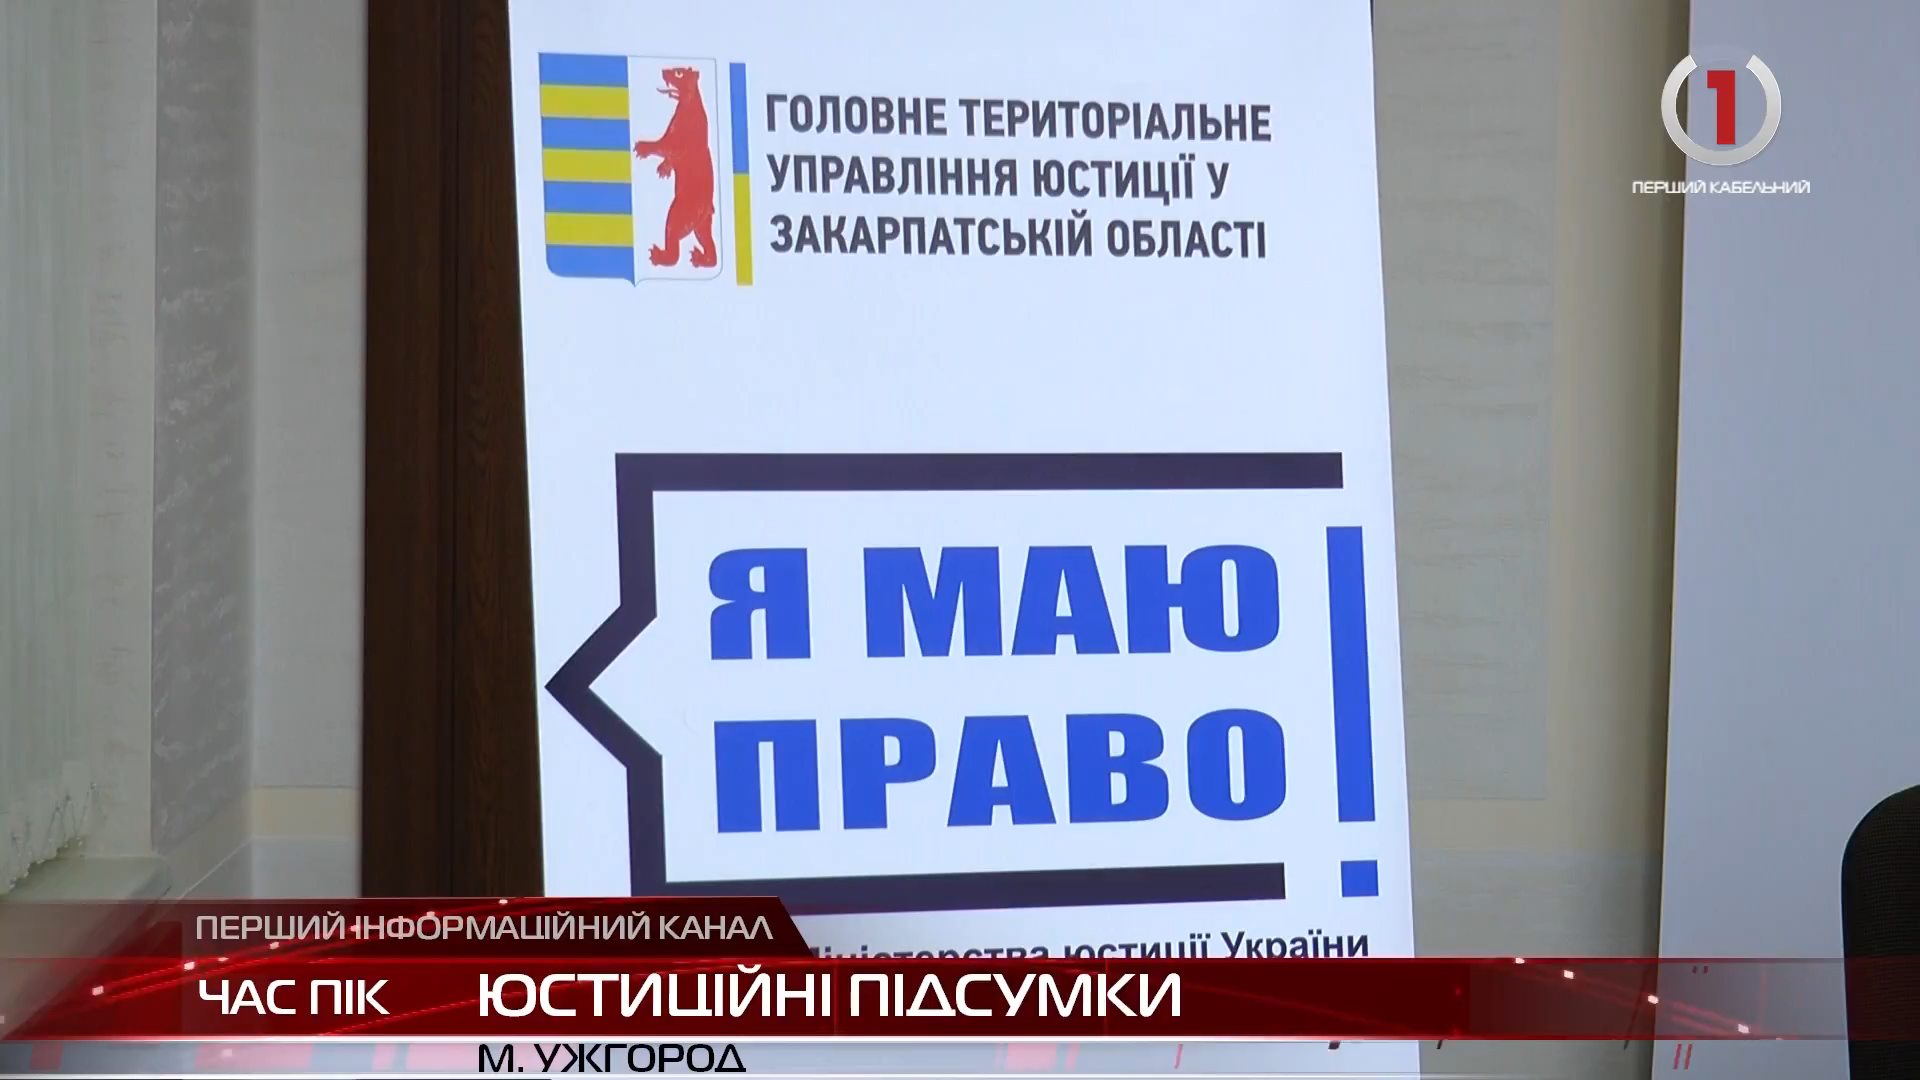 ГОЛОВНЕ ТЕРИТОРІАЛЬНЕ
УПРАВЛІННЯ ЮСТИЦІЇ У
ЗАКАРПАТСЬКІЙ ОБЛАСТІ
1
ПЕРШИЙ КАБЕЛЬНИЙ
Я МАЮ
ПРАВО!
юстиції України
ПЕРШИЙ ІНФОРМАЦІЙНИЙ КАНАЛ
ЧАС ПІК ЮСТИЦІЙНІ ПІДСУМКИ
М. УЖГОРОД